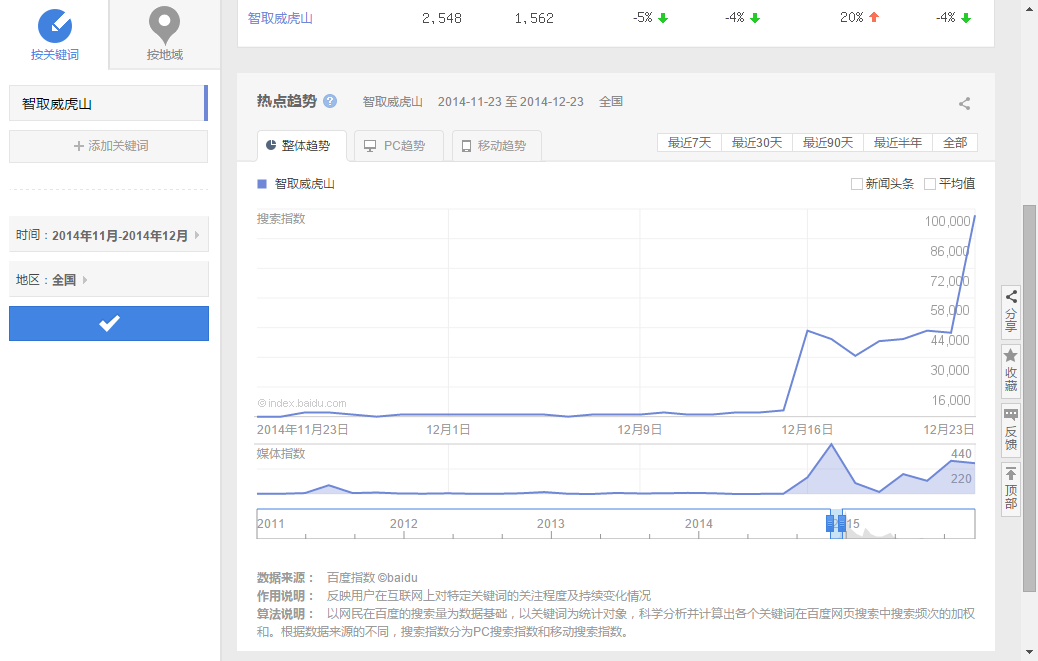 按关键词
按地域
智取威虎山
+ 添加关键词
时间：2014年11月-2014年12月
地区：全国
智取威虎山 2,548 1,562 -5% -4% 20% -4%
热点趋势 ? 智取威虎山 2014-11-23 至 2014-12-23 全国
整体趋势 PC趋势 移动趋势 最近7天 最近30天 最近90天 最近半年 全部
智取威虎山 新闻头条 平均值
搜索指数
100,000
86,000
72,000
58,000
44,000
30,000
16,000
©index.baidu.com
2014年11月23日 12月1日 12月9日 12月16日 12月23日
媒体指数
440
220
2011 2012 2013 2014 15
数据来源： 百度指数 ©baidu
作用说明： 反映用户在互联网上对特定关键词的关注程度及持续变化情况
算法说明： 以网民在百度的搜索量为数据基础，以关键词为统计对象，科学分析并计算出各个关键词在百度网页搜索中搜索频次的加权
和。根据数据来源的不同，搜索指数分为PC搜索指数和移动搜索指数。
分享
收藏
反馈
顶部